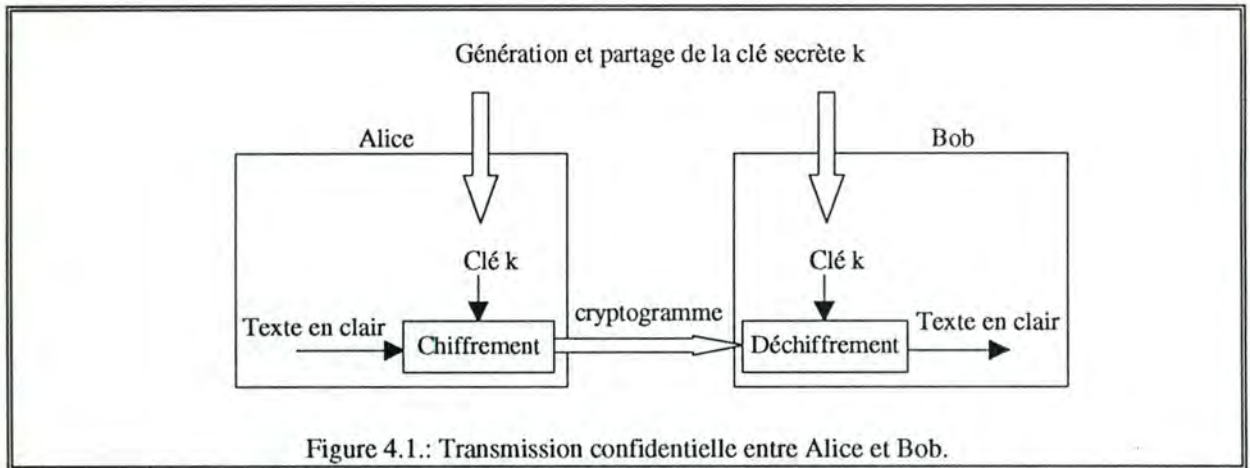 Génération et partage de la clé secrète k
Alice
Bob
Clé k
Clé k
Texte en clair
Chiffrement
cryptogramme
Déchiffrement
Texte en clair
Figure 4.1.: Transmission confidentielle entre Alice et Bob.